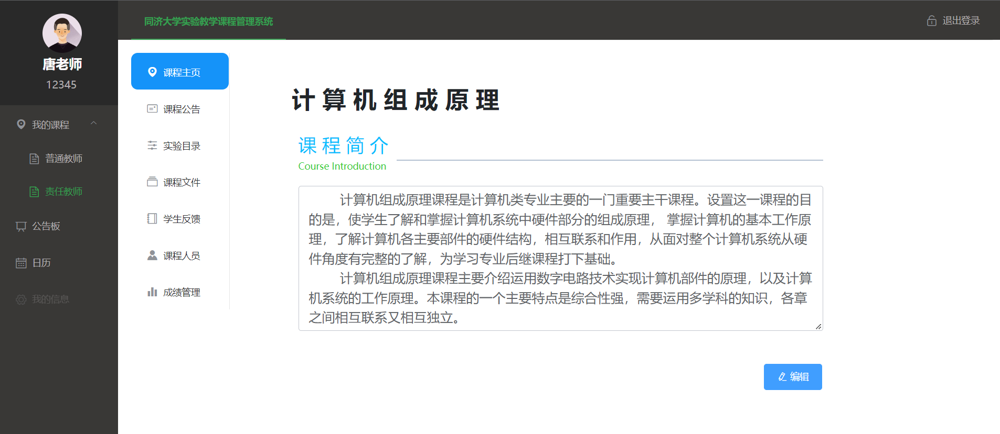 唐老师
12345
我的课程
普通教师
责任教师
公告板
日历
我的信息
同济大学实验教学课程管理系统
退出登录
课程主页
课程公告
实验目录
课程文件
学生反馈
课程人员
成绩管理
计算机组成原理
课程简介
Course Introduction
计算机组成原理课程是计算机类专业主要的一门重要主干课程。设置这一课程的目
的是，使学生了解和掌握计算机系统中硬件部分的组成原理， 掌握计算机的基本工作原
理，了解计算机各主要部件的硬件结构，相互联系和作用，从面对整个计算机系统从硬
件角度有完整的了解，为学习专业后继课程打下基础。
计算机组成原理课程主要介绍运用数字电路技术实现计算机部件的原理，以及计算
机系统的工作原理。本课程的一个主要特点是综合性强，需要运用多学科的知识，各章
之间相互联系又相互独立。
编辑